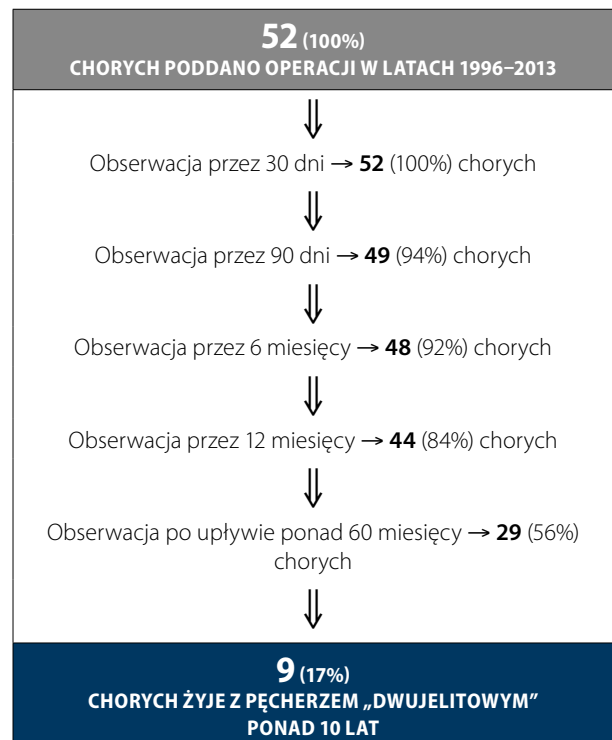 52 (100%)
CHORYCH PODDANO OPERACJI W LATACH 1996–2013
⇓
Obserwacja przez 30 dni → 52 (100%) chorych
⇓
Obserwacja przez 90 dni → 49 (94%) chorych
⇓
Obserwacja przez 6 miesięcy → 48 (92%) chorych
⇓
Obserwacja przez 12 miesięcy → 44 (84%) chorych
⇓
Obserwacja po upływie ponad 60 miesięcy → 29 (56%)
chorych
⇓
9 (17%)
CHORYCH ŻYJE Z PĘCHERZEM „DWUJELITOWYM”
PONAD 10 LAT